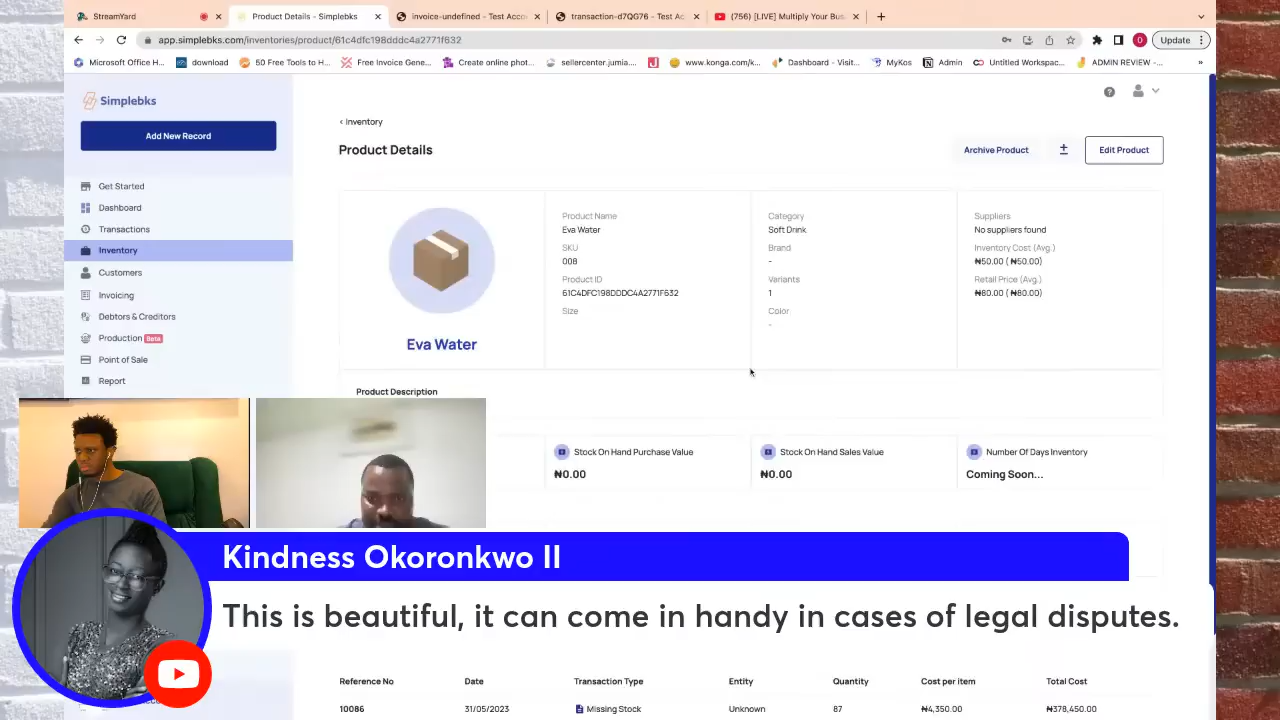 StreamYard
Product Details - Simplebks
invoice-undefined - Test Acco
transaction-d7QG76 - Test Ac
(756) [LIVE] Multiply Your Bus
app.simplebks.com/inventories/product/61c4dfc198dddc4a2771f632
Update
Microsoft Office H...
download
50 Free Tools to H...
Free Invoice Gene...
Create online phot...
sellercenter.jumia....
www.konga.com/k...
Dashboard - Visit...
MyKos
Admin
Untitled Workspac...
ADMIN REVIEW -...
»
Simplebks
Add New Record
Get Started
Dashboard
Transactions
Inventory
Customers
Invoicing
Debtors & Creditors
Production Beta
Point of Sale
Report
‹ Inventory
Product Details
Archive Product
Edit Product
Eva Water
Product Name
Eva Water
SKU
008
Product ID
61C4DFC198DDDC4A2771F632
Size
Category
Soft Drink
Brand
-
Variants
1
Color
-
Suppliers
No suppliers found
Inventory Cost (Avg.)
₦50.00 ( ₦50.00)
Retail Price (Avg.)
₦80.00 ( ₦80.00)
Product Description
Stock On Hand Purchase Value
₦0.00
Stock On Hand Sales Value
₦0.00
Number Of Days Inventory
Coming Soon...
Kindness Okoronkwo II
This is beautiful, it can come in handy in cases of legal disputes.
Reference No Date Transaction Type Entity Quantity Cost per item Total Cost
10086 31/05/2023 Missing Stock Unknown 87 ₦4,350.00 ₦378,450.00